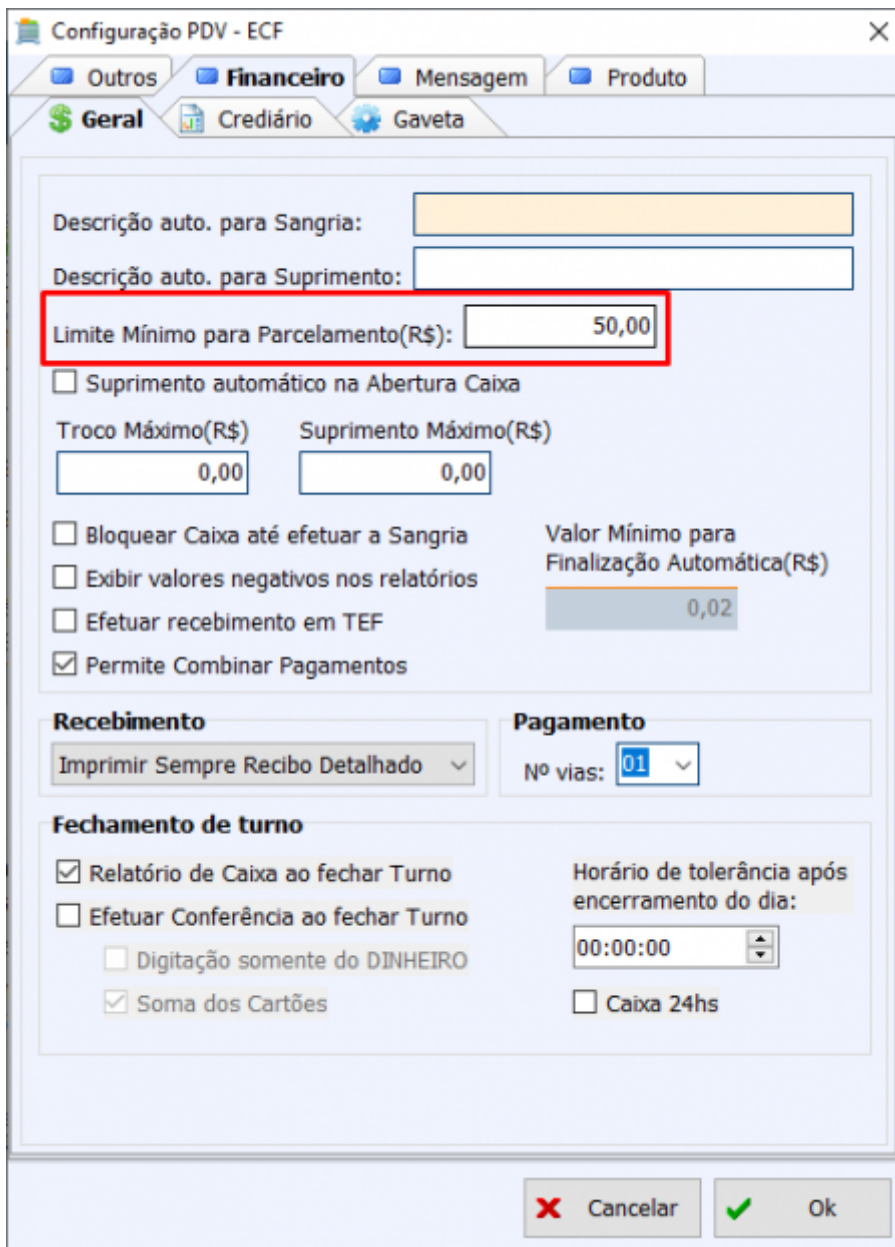 Configuração PDV - ECF
Outros Financeiro Mensagem Produto
Geral Crediário Gaveta
Descrição auto. para Sangria:
Descrição auto. para Suprimento:
Limite Mínimo para Parcelamento(R$): 50,00
Suprimento automático na Abertura Caixa
Troco Máximo(R$) Suprimento Máximo(R$)
0,00 0,00
Bloquear Caixa até efetuar a Sangria
Exibir valores negativos nos relatórios
Efetuar recebimento em TEF
Permite Combinar Pagamentos
Valor Mínimo para
Finalização Automática(R$)
0,02
Recebimento
Imprimir Sempre Recibo Detalhado
Pagamento
Nº vias: 01
Fechamento de turno
Relatório de Caixa ao fechar Turno
Efetuar Conferência ao fechar Turno
Digitação somente do DINHEIRO
Soma dos Cartões
Horário de tolerância após
encerramento do dia:
00:00:00
Caixa 24hs
Cancelar Ok